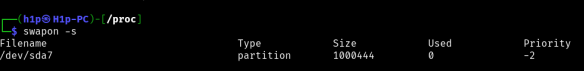 ┌──(h1p㉿H1p-PC)-[/proc]
└─$ swapon -s
Filename Type Size Used Priority
/dev/sda7 partition 1000444 0 -2